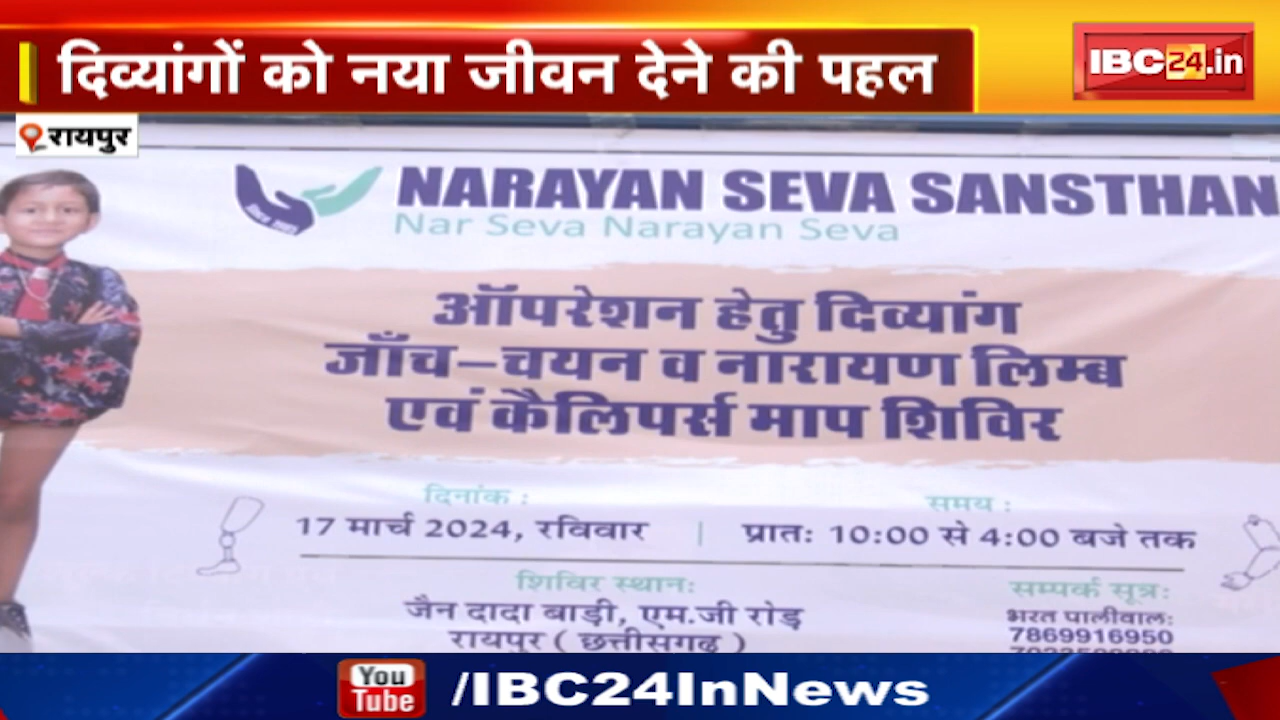 दिव्यांगों को नया जीवन देने की पहल
IBC24.in
रायपुर
NARAYAN SEVA SANSTHAN
Nar Seva Narayan Seva
ऑपरेशन हेतु दिव्यांग
जाँच-चयन व नारायण लिम्ब
एवं कैलिपर्स माप शिविर
दिनांक :
समय :
17 मार्च 2024, रविवार | प्रातः 10:00 से 4:00 बजे तक
शिविर स्थानः
सम्पर्क सूत्रः
जैन दादा बाड़ी, एम.जी रोड़
रायपुर ( छत्तीसगढ़ )
भरत पालीवालः
7869916950
You Tube /IBC24InNews